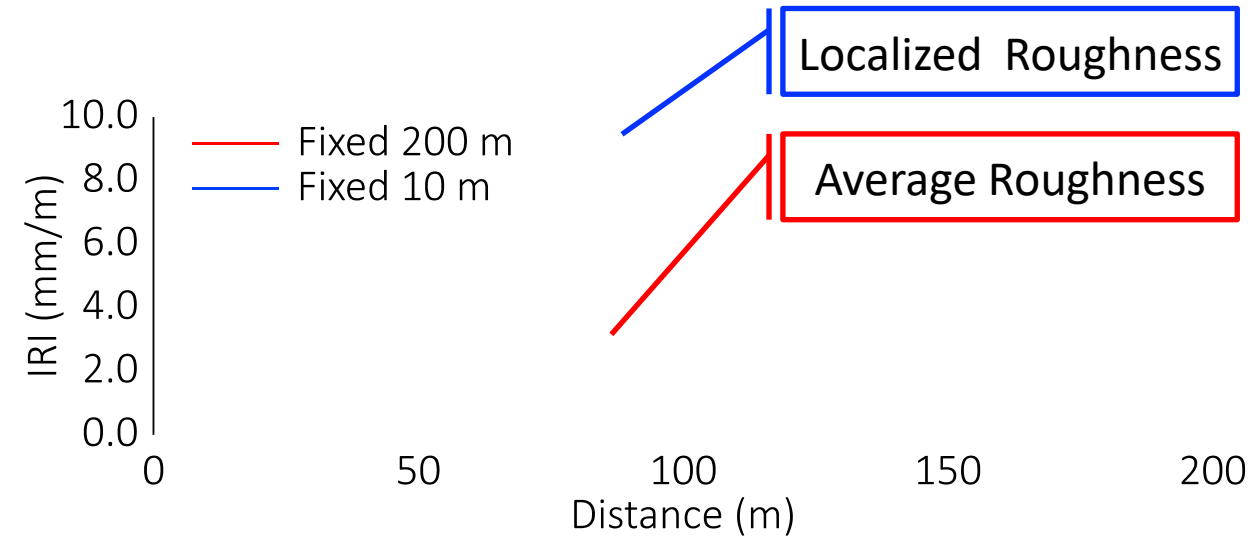 Localized Roughness
Average Roughness
Fixed 200 m
Fixed 10 m
IRI (mm/m)
10.0
8.0
6.0
4.0
2.0
0.0
0 50 100 150 200
Distance (m)